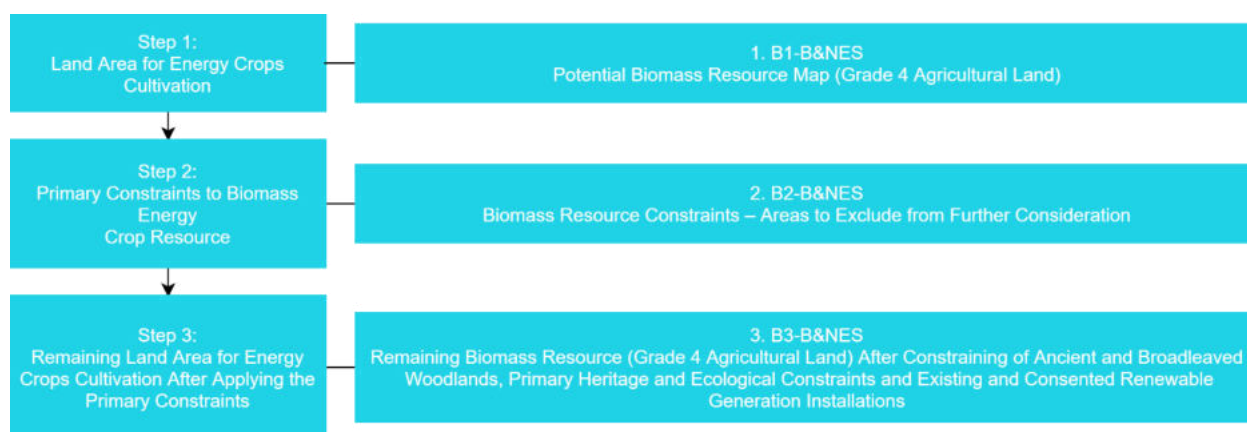 Step 1:
Land Area for Energy Crops
Cultivation
1. B1-B&NES
Potential Biomass Resource Map (Grade 4 Agricultural Land)
Step 2:
Primary Constraints to Biomass
Energy
Crop Resource
2. B2-B&NES
Biomass Resource Constraints – Areas to Exclude from Further Consideration
Step 3:
Remaining Land Area for Energy
Crops Cultivation After Applying the
Primary Constraints
3. B3-B&NES
Remaining Biomass Resource (Grade 4 Agricultural Land) After Constraining of Ancient and Broadleaved
Woodlands, Primary Heritage and Ecological Constraints and Existing and Consented Renewable
Generation Installations